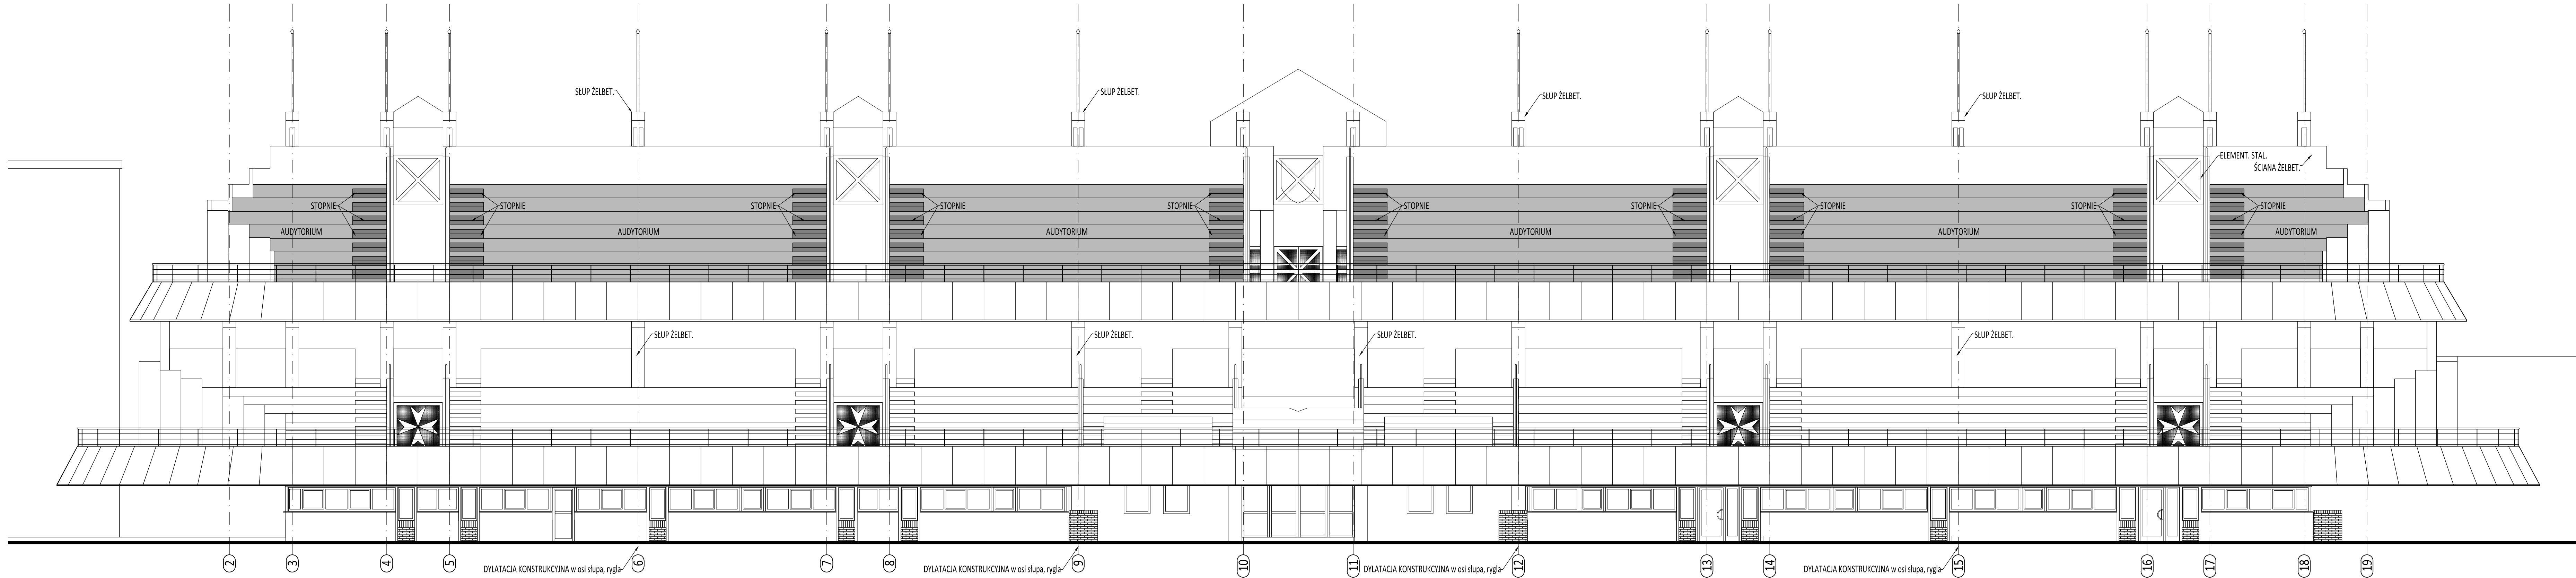 SŁUP ŻELBET.
SŁUP ŻELBET.
SŁUP ŻELBET.
SŁUP ŻELBET.
ELEMENT. STAL.
ŚCIANA ŻELBET.
STOPNIE
STOPNIE
STOPNIE
STOPNIE
STOPNIE
STOPNIE
STOPNIE
STOPNIE
STOPNIE
STOPNIE
AUDYTORIUM
AUDYTORIUM
AUDYTORIUM
AUDYTORIUM
AUDYTORIUM
AUDYTORIUM
SŁUP ŻELBET.
SŁUP ŻELBET.
SŁUP ŻELBET.
SŁUP ŻELBET.
2
3
4
5
DYLATACJA KONSTRUKCYJNA w osi słupa, rygla
6
7
8
DYLATACJA KONSTRUKCYJNA w osi słupa, rygla
9
10
11
DYLATACJA KONSTRUKCYJNA w osi słupa, rygla
12
13
14
DYLATACJA KONSTRUKCYJNA w osi słupa, rygla
15
16
17
18
19